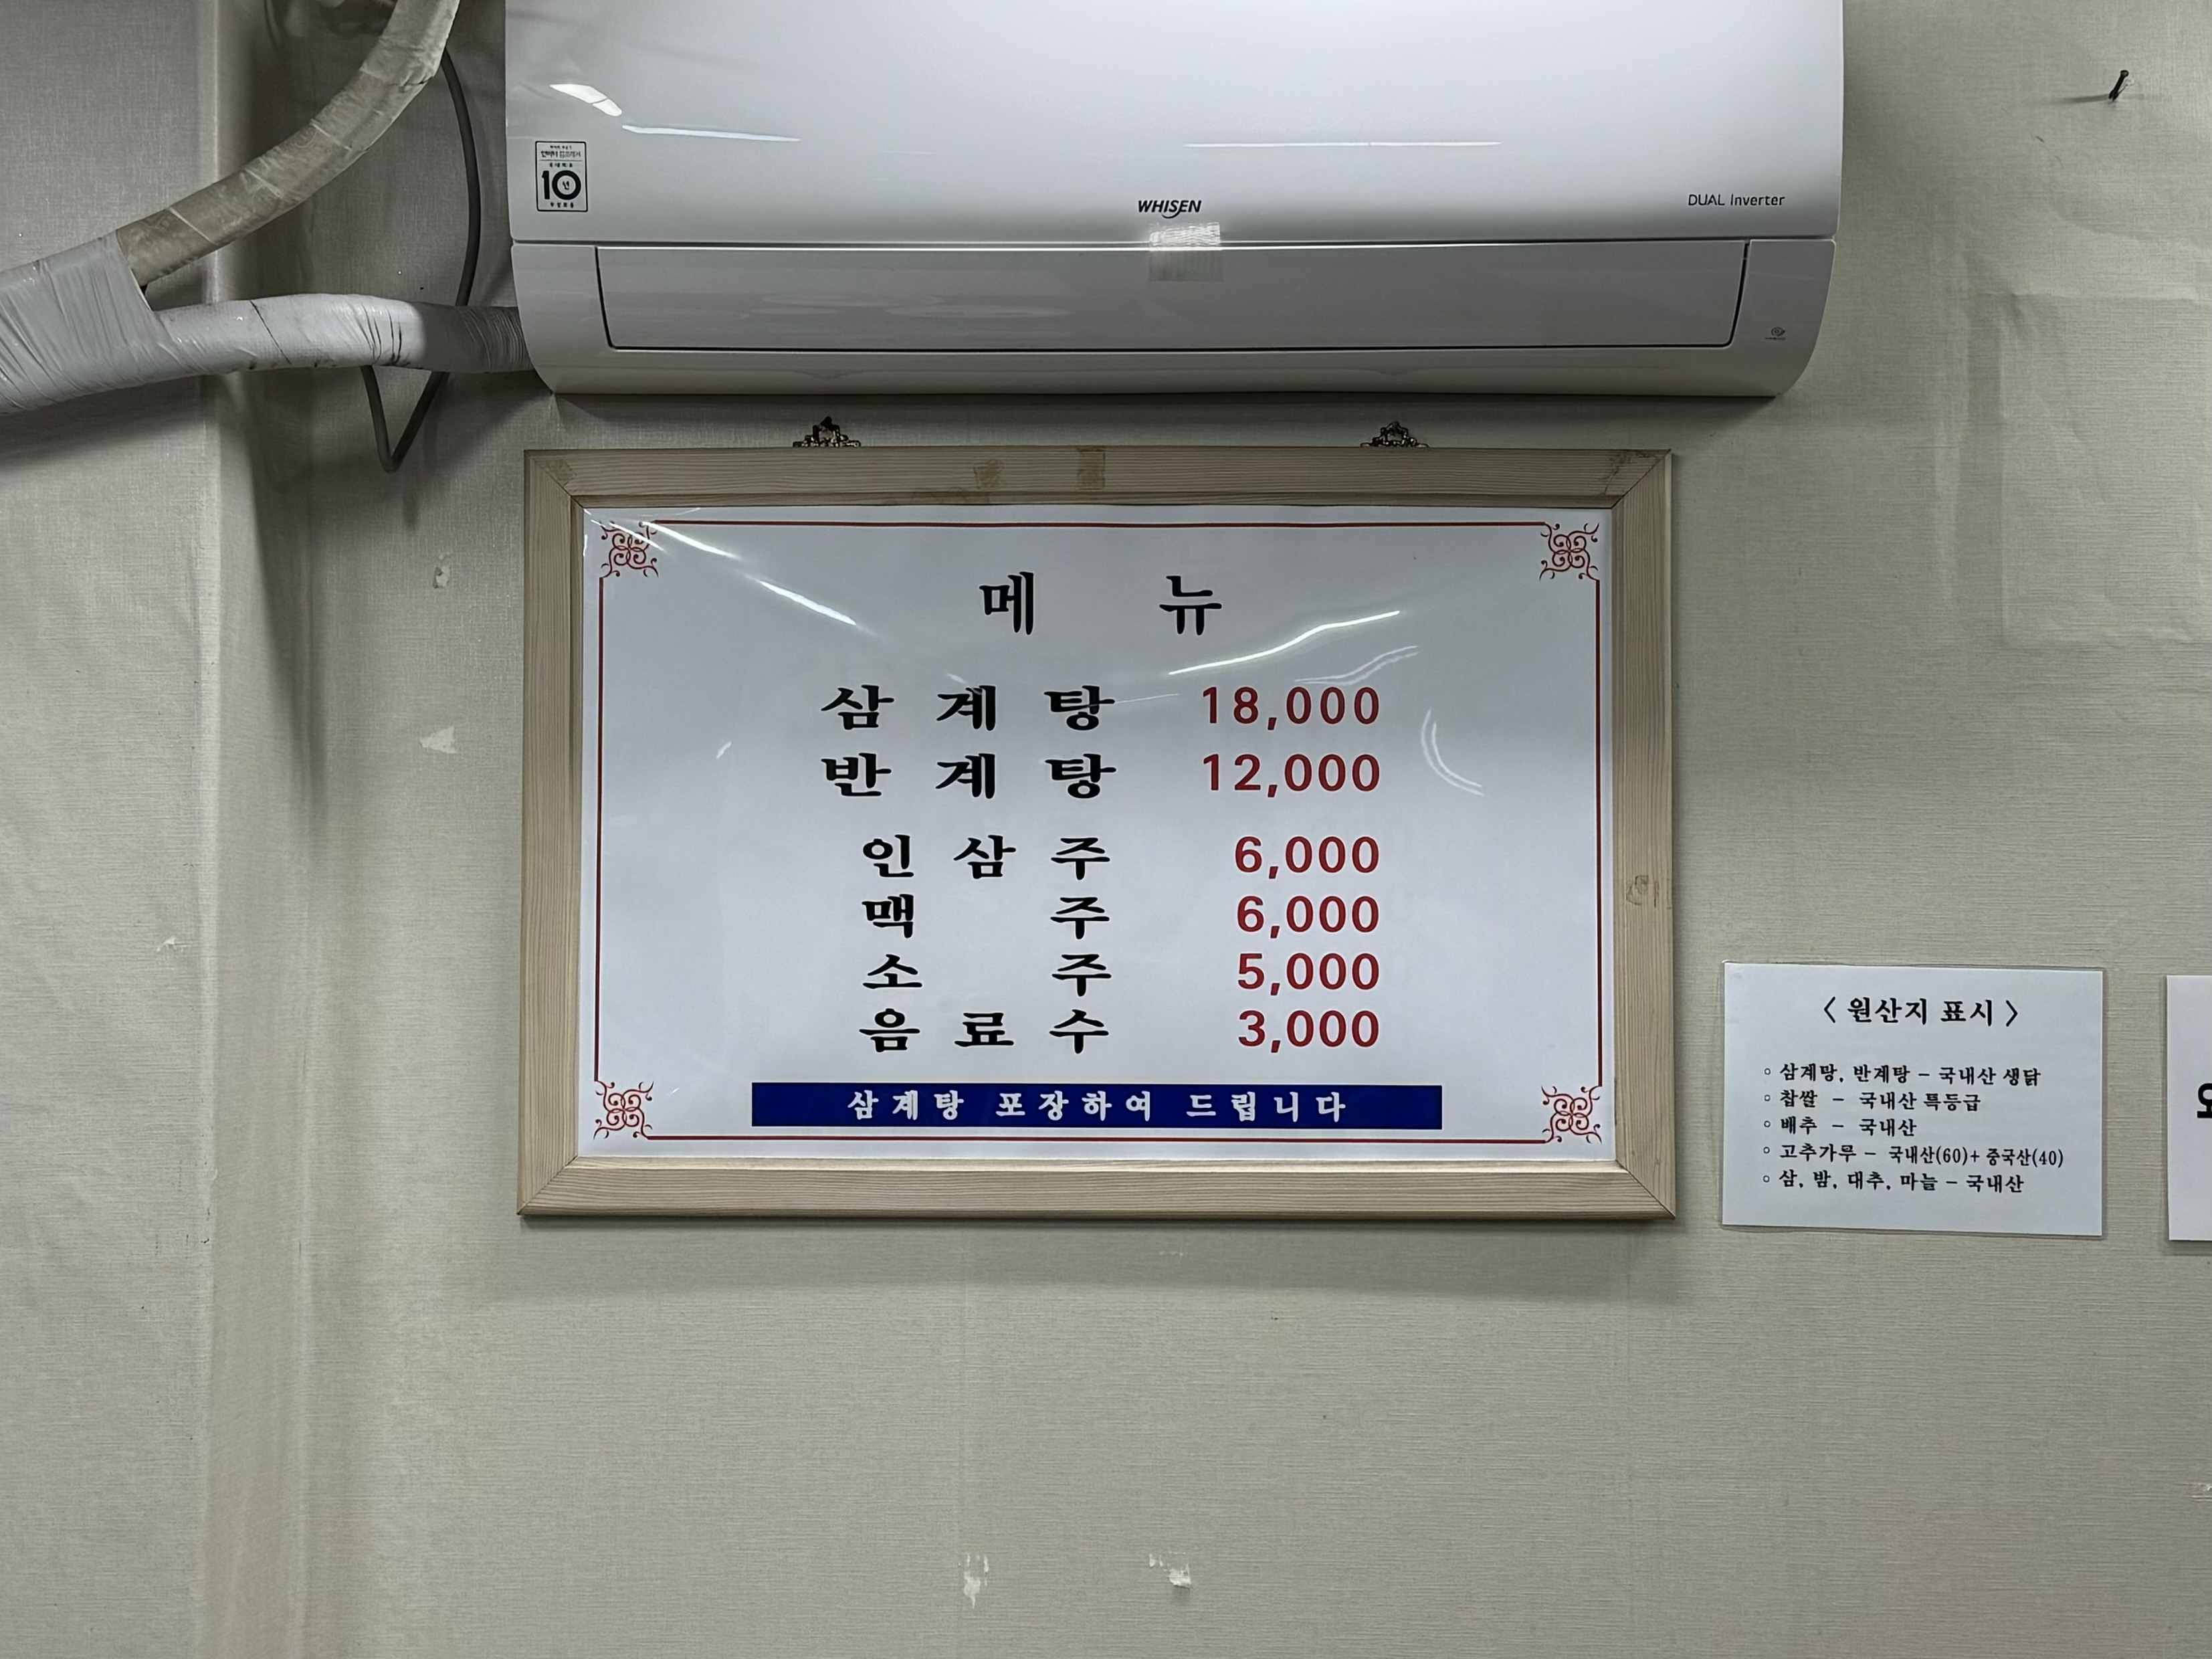 10년
WHISEN
DUAL Inverter
메 뉴
삼 계 탕 18,000
반 계 탕 12,000
인 삼 주 6,000
맥 주 6,000
소 주 5,000
음 료 수 3,000
삼계탕 포장하여 드립니다
〈 원산지 표시 〉
◦ 삼계탕, 반계탕 - 국내산 생닭
◦ 찹쌀 - 국내산 특등급
◦ 배추 - 국내산
◦ 고추가루 - 국내산(60)+ 중국산(40)
◦ 삼, 밤, 대추, 마늘 - 국내산